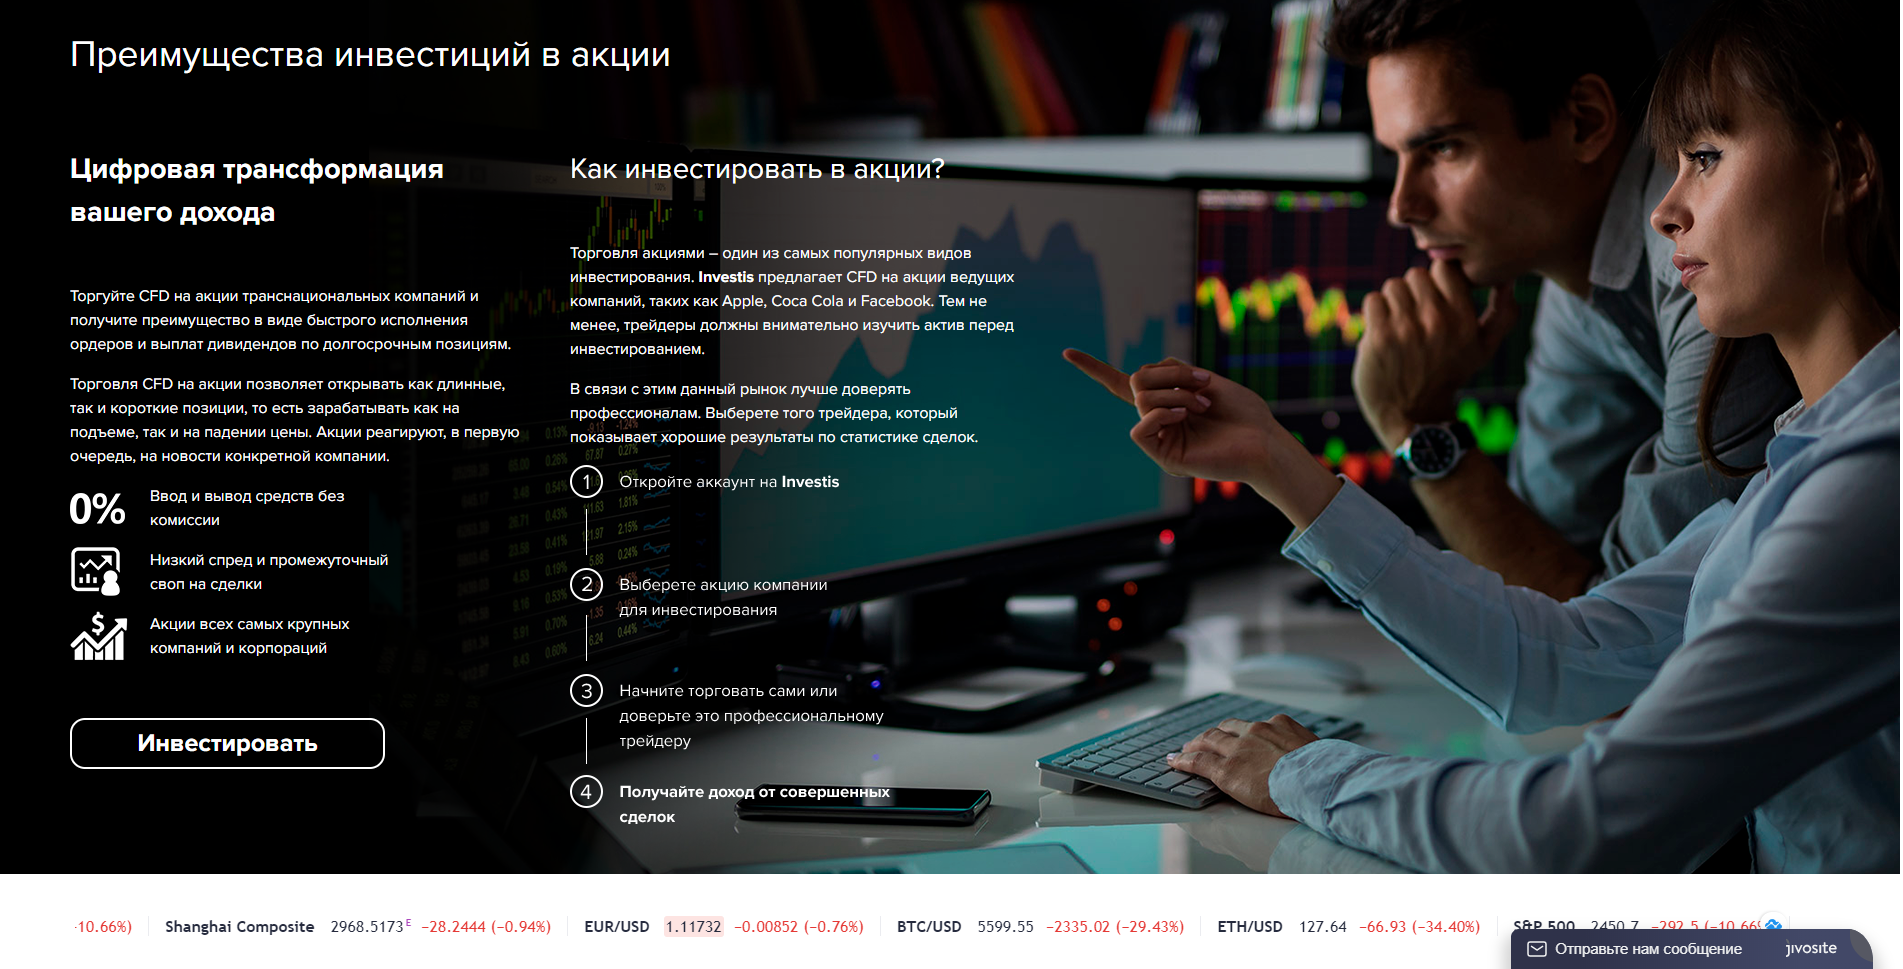 Преимущества инвестиций в акции
Цифровая трансформация
вашего дохода
Торгуйте CFD на акции транснациональных компаний и
получите преимущество в виде быстрого исполнения
ордеров и выплат дивидендов по долгосрочным позициям.
Торговля CFD на акции позволяет открывать как длинные,
так и короткие позиции, то есть зарабатывать как на
подъеме, так и на падении цены. Акции реагируют, в первую
очередь, на новости конкретной компании.
0%
Ввод и вывод средств без
комиссии
Низкий спред и промежуточный
своп на сделки
Акции всех самых крупных
компаний и корпораций
Инвестировать
Как инвестировать в акции?
Торговля акциями – один из самых популярных видов
инвестирования. Investis предлагает CFD на акции ведущих
компаний, таких как Apple, Coca Cola и Facebook. Тем не
менее, трейдеры должны внимательно изучить актив перед
инвестированием.
В связи с этим данный рынок лучше доверять
профессионалам. Выберете того трейдера, который
показывает хорошие результаты по статистике сделок.
1 Откройте аккаунт на Investis
2 Выберете акцию компании
для инвестирования
3 Начните торговать сами или
доверьте это профессиональному
трейдеру
4 Получайте доход от совершенных
сделок
10.66%) Shanghai Composite 2968.5173 E −28.2444 (−0.94%) EUR/USD 1.11732 −0.00852 (−0.76%) BTC/USD 5599.55 −2335.02 (−29.43%) ETH/USD 127.64 −66.93 (−34.40%) S&P 500 2450.7 −292.5 (−10.66%
Отправьте нам сообщение jivosite